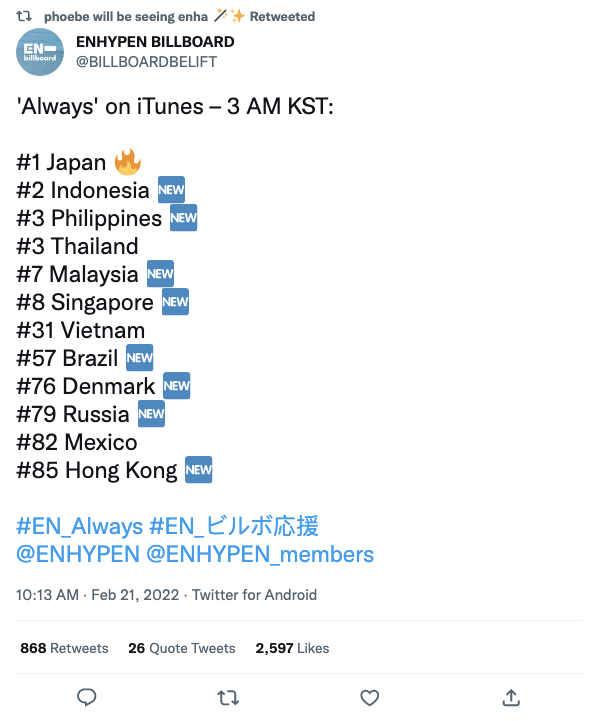 phoebe will be seeing enha 🪄✨ Retweeted
EN-
billboard
ENHYPEN BILLBOARD
@BILLBOARDBELIFT
'Always' on iTunes – 3 AM KST:
#1 Japan 🔥
#2 Indonesia 🆕
#3 Philippines 🆕
#3 Thailand
#7 Malaysia 🆕
#8 Singapore 🆕
#31 Vietnam
#57 Brazil 🆕
#76 Denmark 🆕
#79 Russia 🆕
#82 Mexico
#85 Hong Kong 🆕
#EN_Always #EN_ビルボ応援
@ENHYPEN @ENHYPEN_members
10:13 AM · Feb 21, 2022 · Twitter for Android
868 Retweets 26 Quote Tweets 2,597 Likes